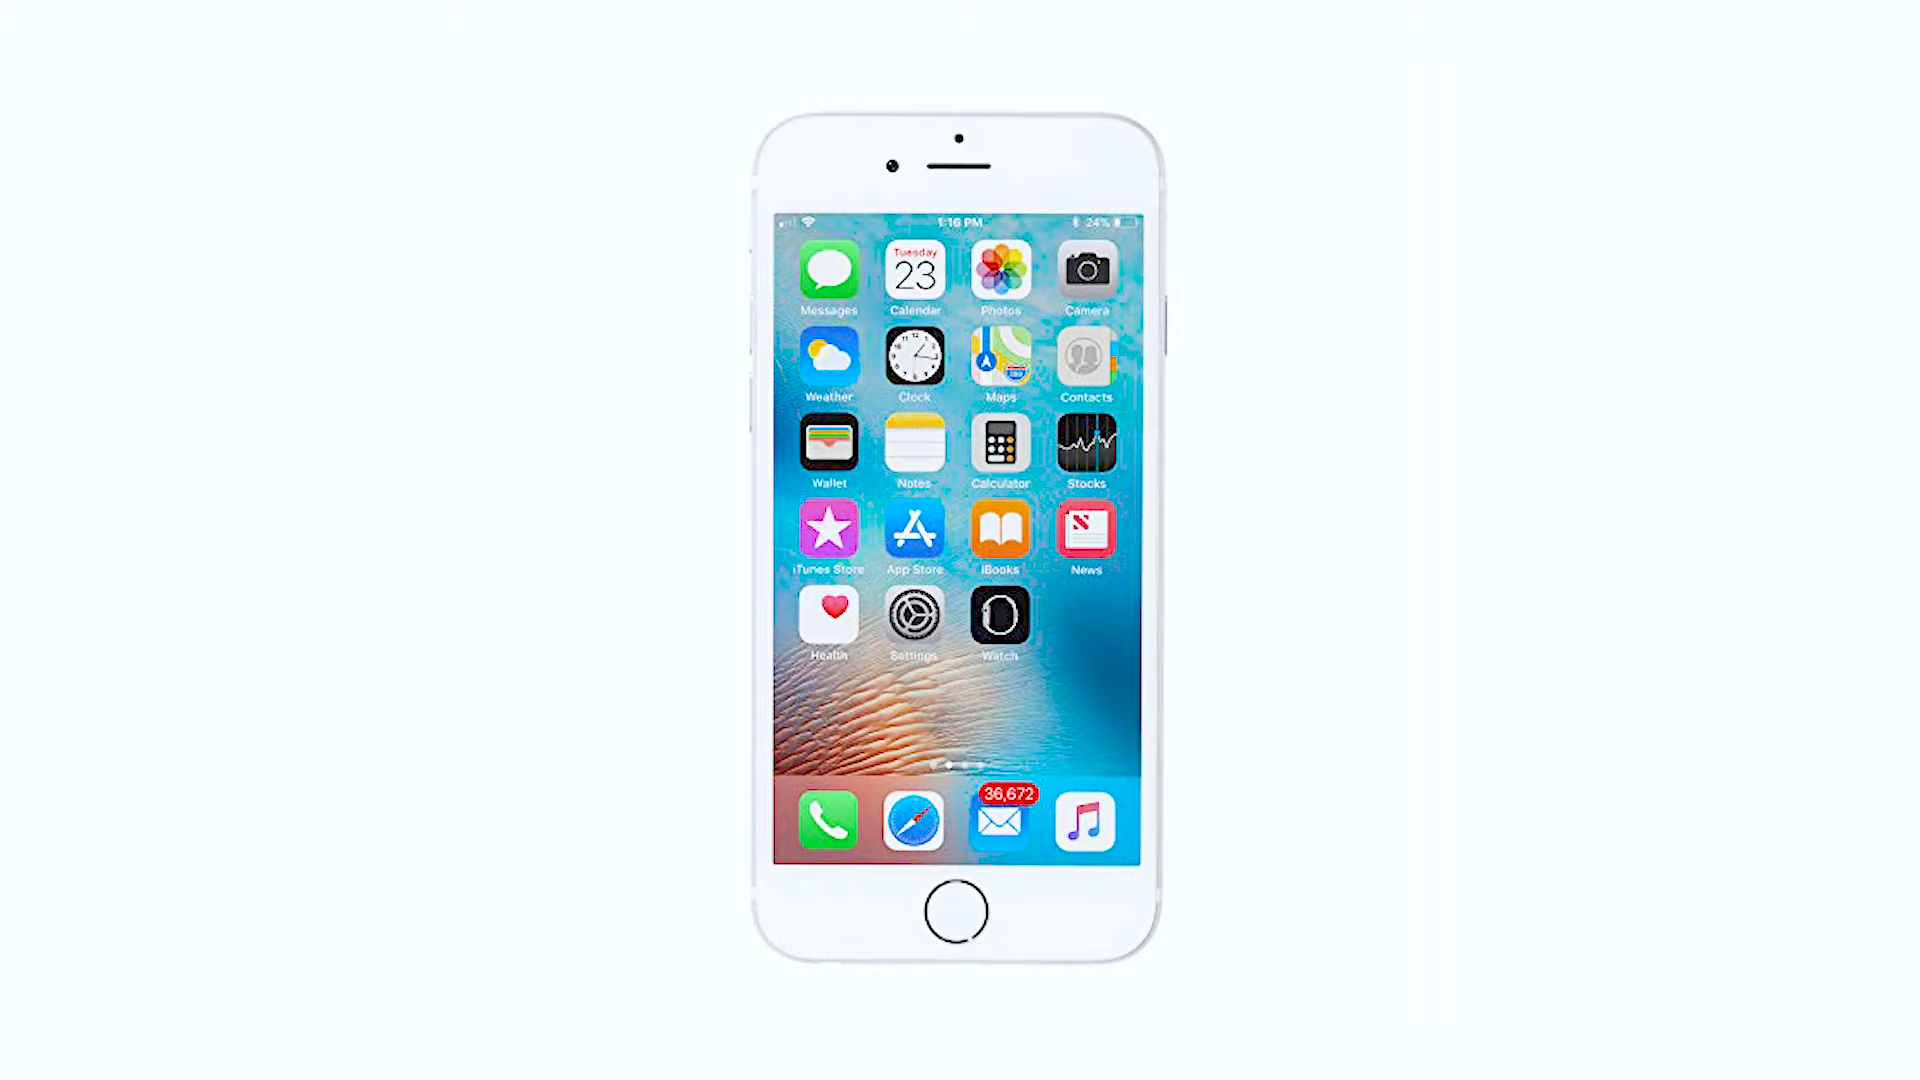 1:16 PM 24%
Tuesday
23
Messages Calendar Photos Camera
Weather Clock Maps Contacts
Wallet Notes Calculator Stocks
iTunes Store App Store iBooks News
Health Settings Watch
36,672